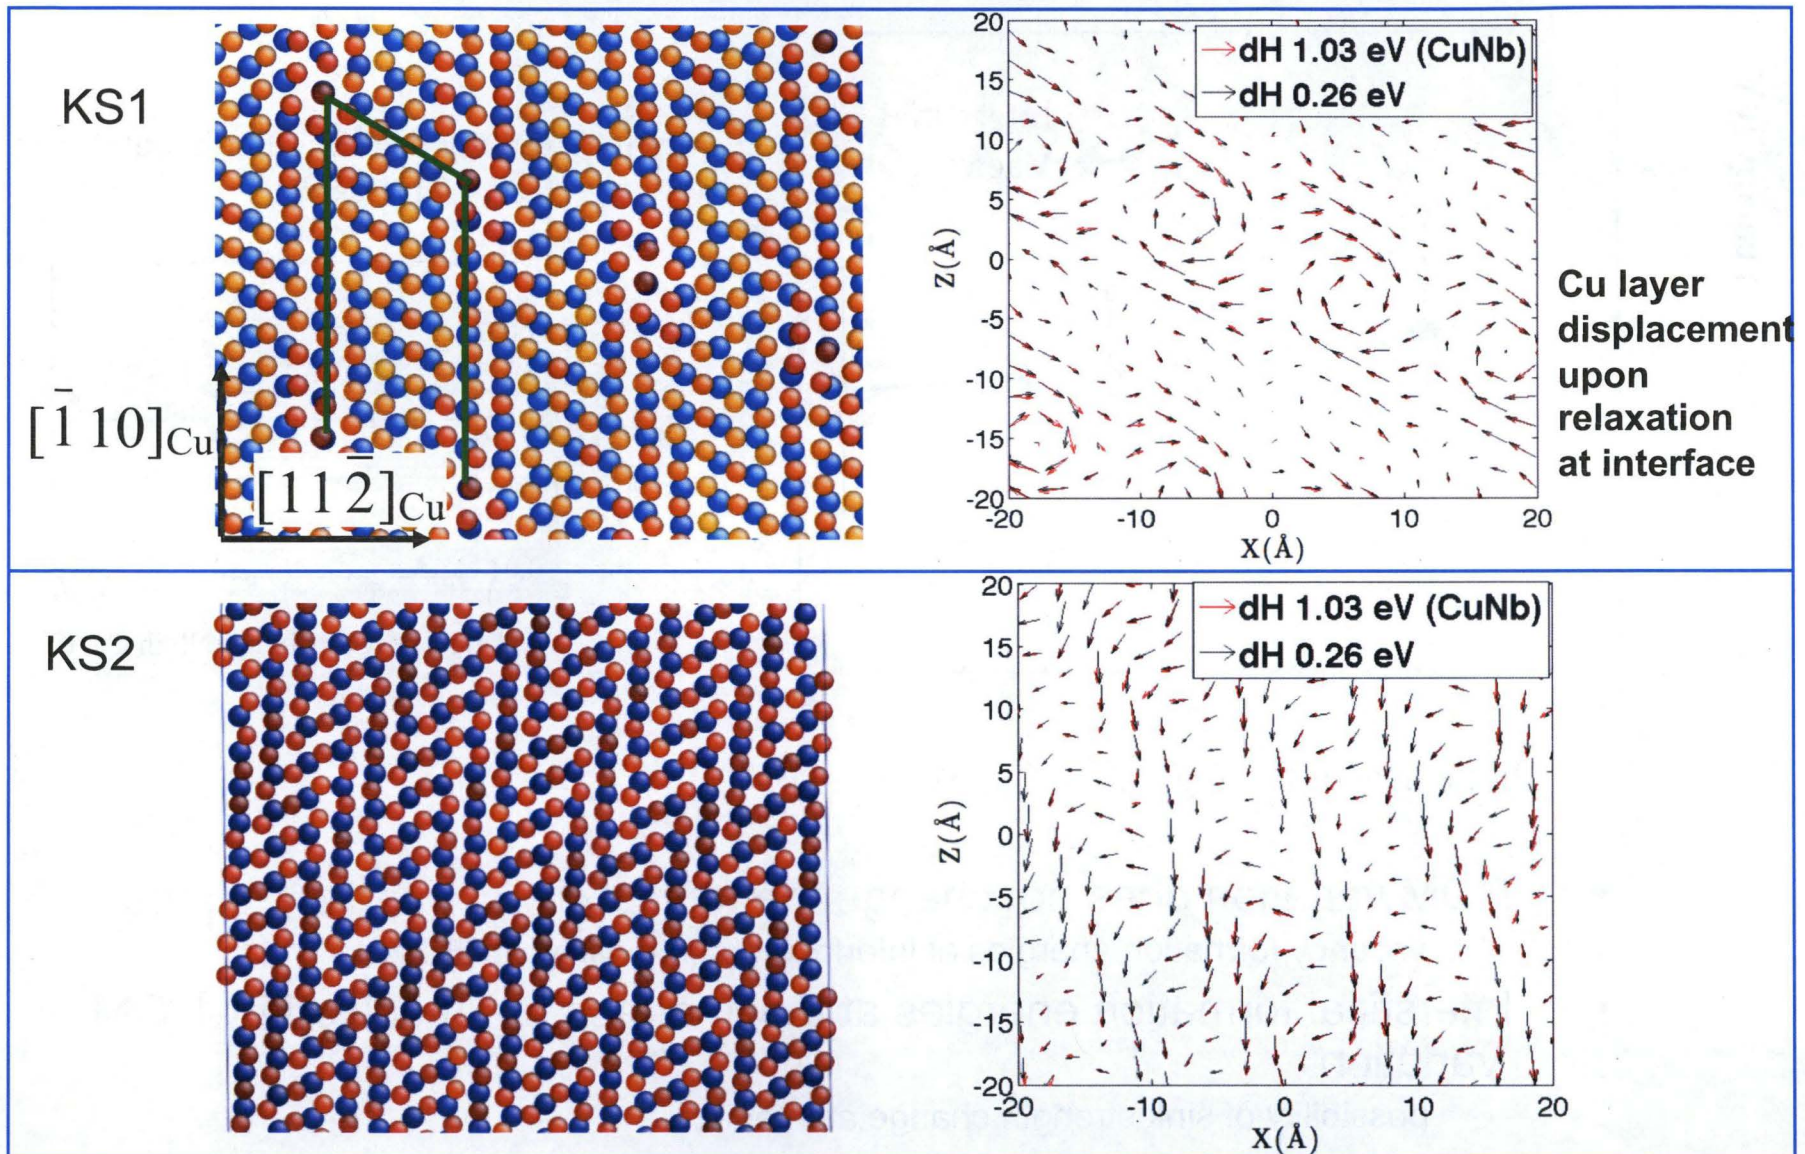 KS1
[1̄ 10]Cu
[112̄]Cu
dH 1.03 eV (CuNb)
dH 0.26 eV
20
15
10
5
0
-5
-10
-15
-20
Z(Å)
-20 -10 0 10 20
X(Å)
Cu layer
displacement
upon
relaxation
at interface
KS2
dH 1.03 eV (CuNb)
dH 0.26 eV
20
15
10
5
0
-5
-10
-15
-20
Z(Å)
-20 -10 0 10 20
X(Å)